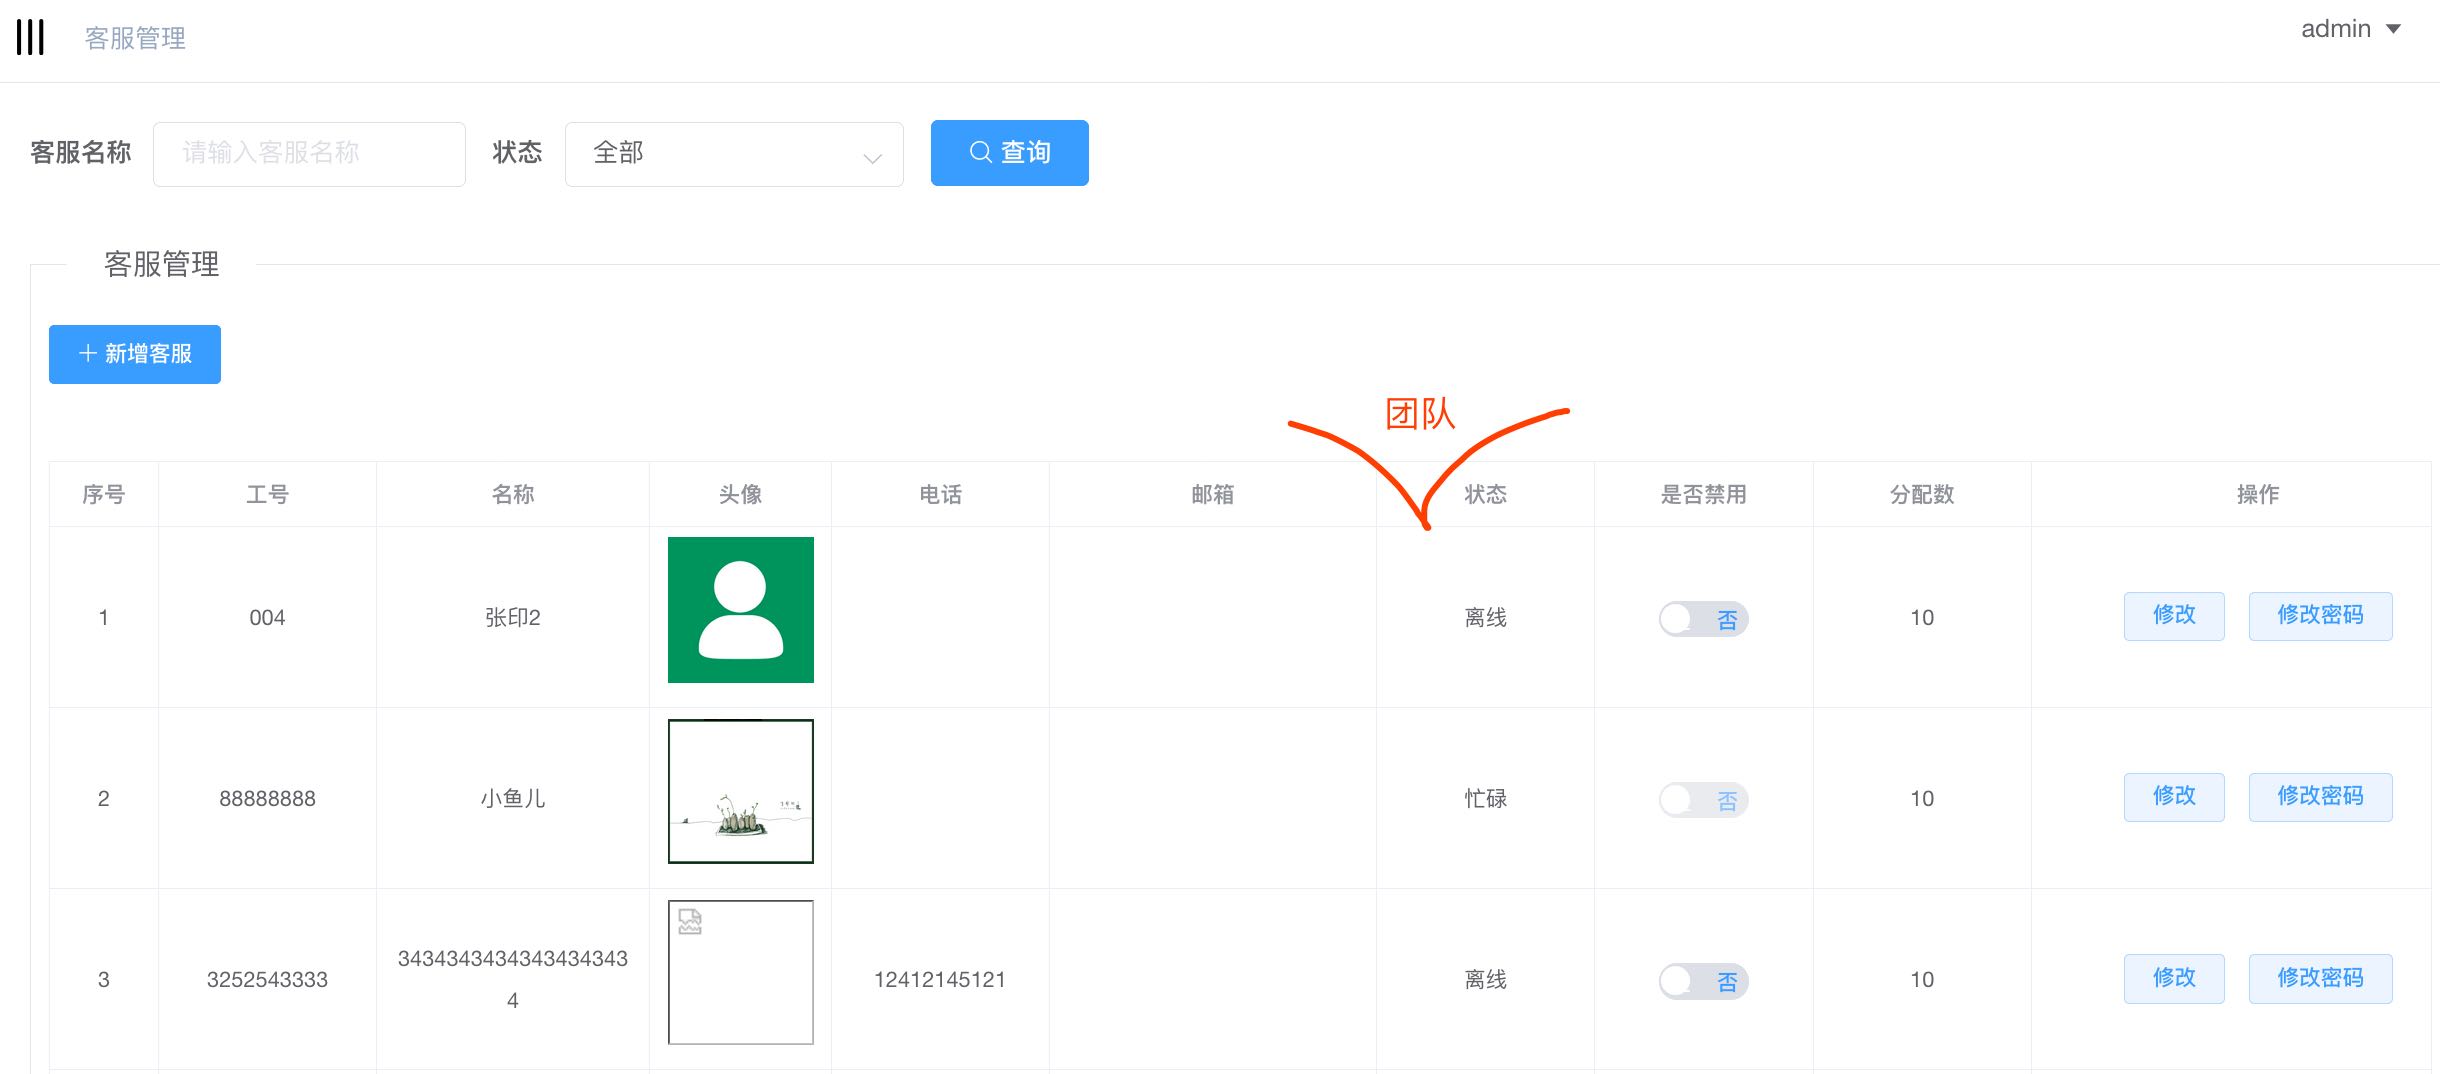 客服管理
admin
客服名称 请输入客服名称 状态 全部 查询
客服管理
新增客服
团队
序号 工号 名称 头像 电话 邮箱 状态 是否禁用 分配数 操作
1 004 张印2 离线 否 10 修改 修改密码
2 88888888 小鱼儿 忙碌 否 10 修改 修改密码
3 3252543333 3434343434343434343 12412145121 离线 否 10 修改 修改密码
4